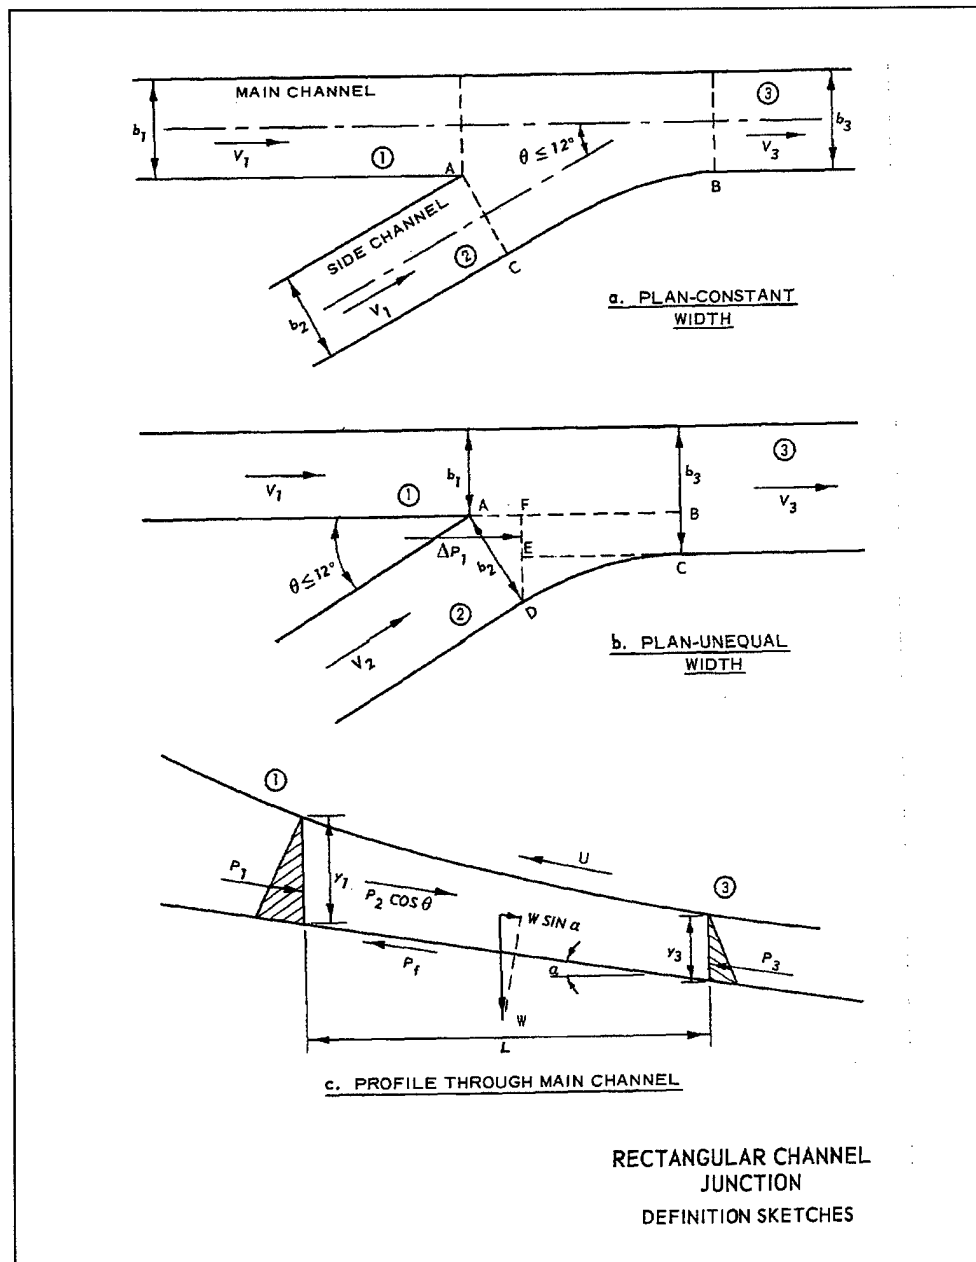 MAIN CHANNEL
③
b₁
b₃
V₁
①
A
θ ≤ 12°
V₃
B
SIDE CHANNEL
②
C
b₂
V₁
a. PLAN-CONSTANT
WIDTH
③
b₁
b₃
V₁
①
A
F
B
V₃
ΔP₁
E
b₂
C
θ ≤ 12°
②
D
V₂
b. PLAN-UNEQUAL
WIDTH
①
U
P₁
y₁
P₂ COS θ
③
W SIN α
y₃
P₃
Pf
α
W
L
c. PROFILE THROUGH MAIN CHANNEL
RECTANGULAR CHANNEL
JUNCTION
DEFINITION SKETCHES